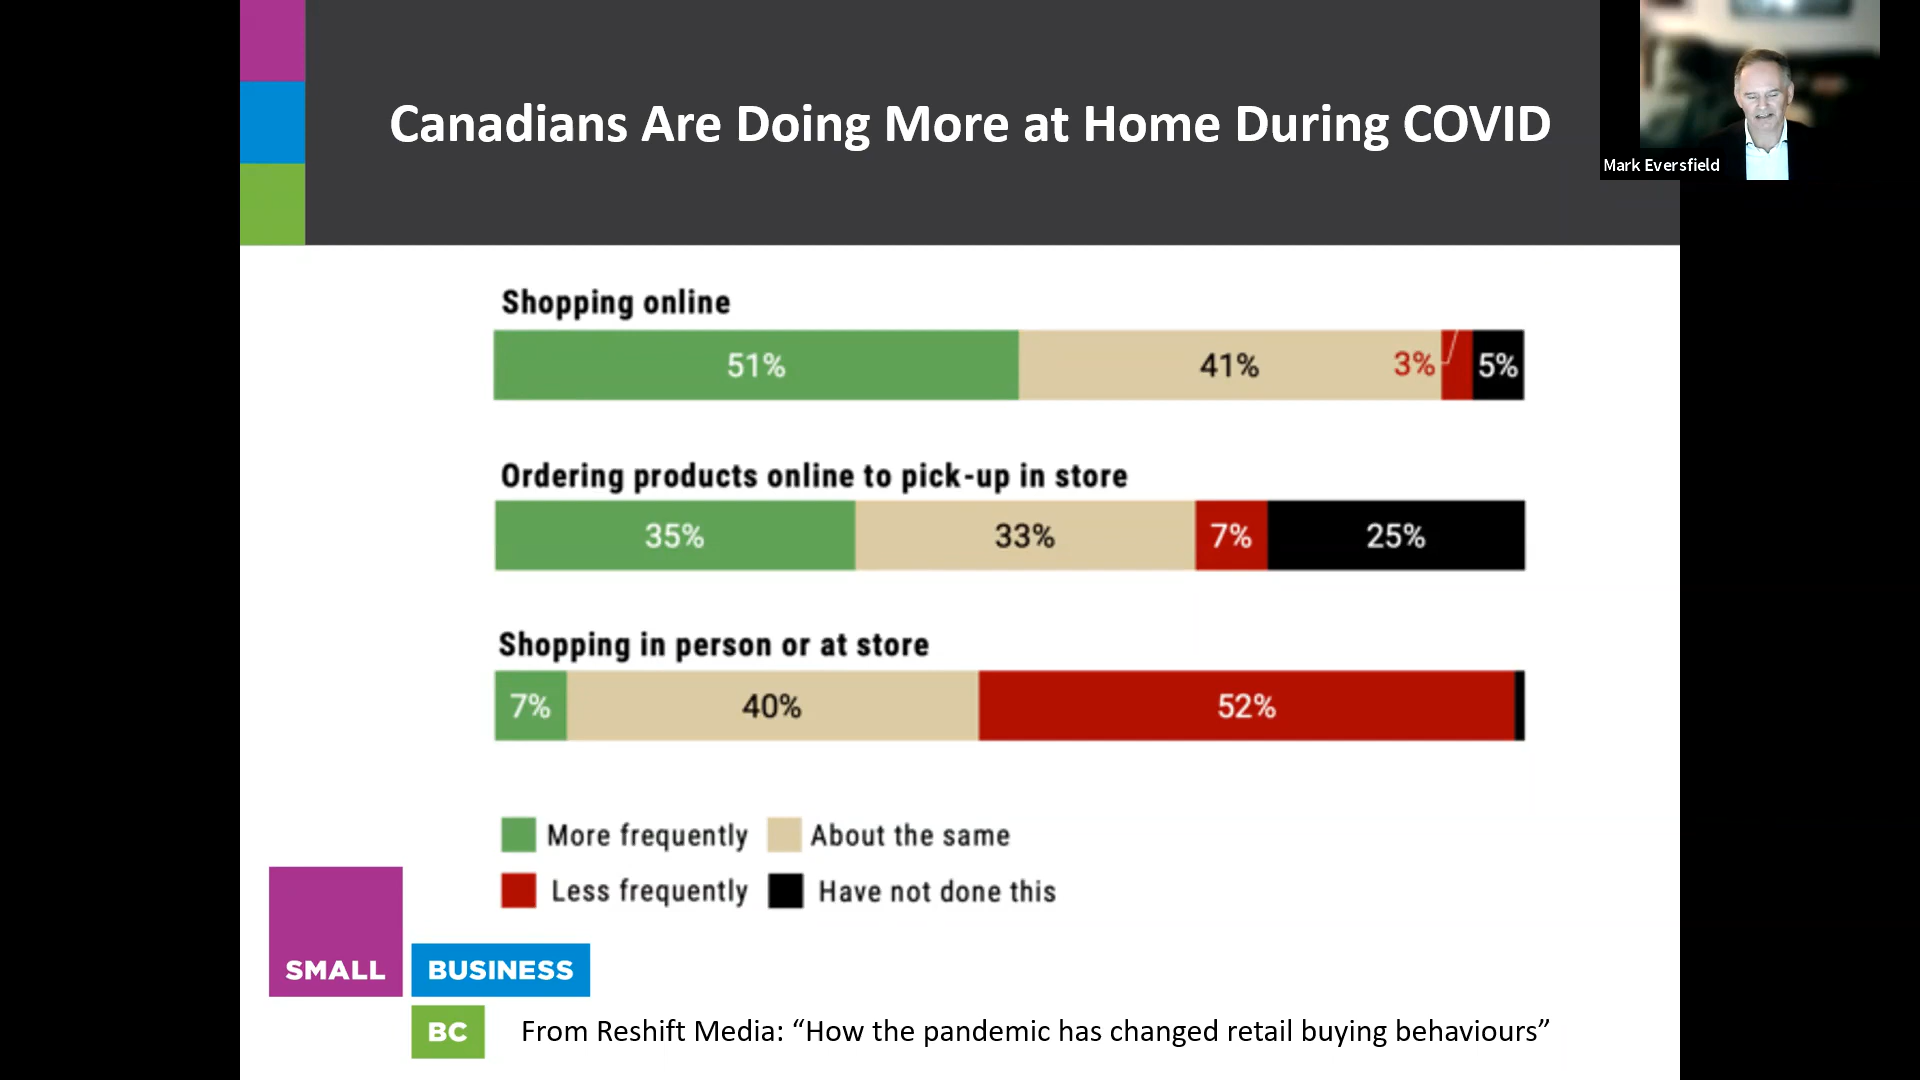 Canadians Are Doing More at Home During COVID
Mark Eversfield
Shopping online
51% 41% 3% 5%
Ordering products online to pick-up in store
35% 33% 7% 25%
Shopping in person or at store
7% 40% 52%
More frequently About the same
Less frequently Have not done this
SMALL BUSINESS
BC
From Reshift Media: “How the pandemic has changed retail buying behaviours”